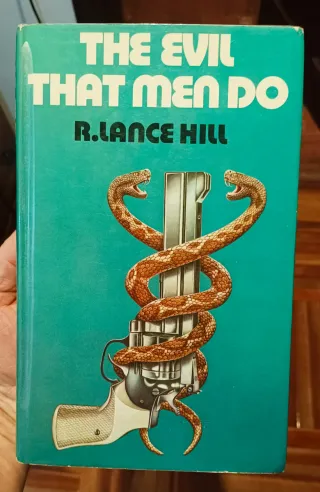 THE EVIL
THAT MEN DO
R.LANCE HILL